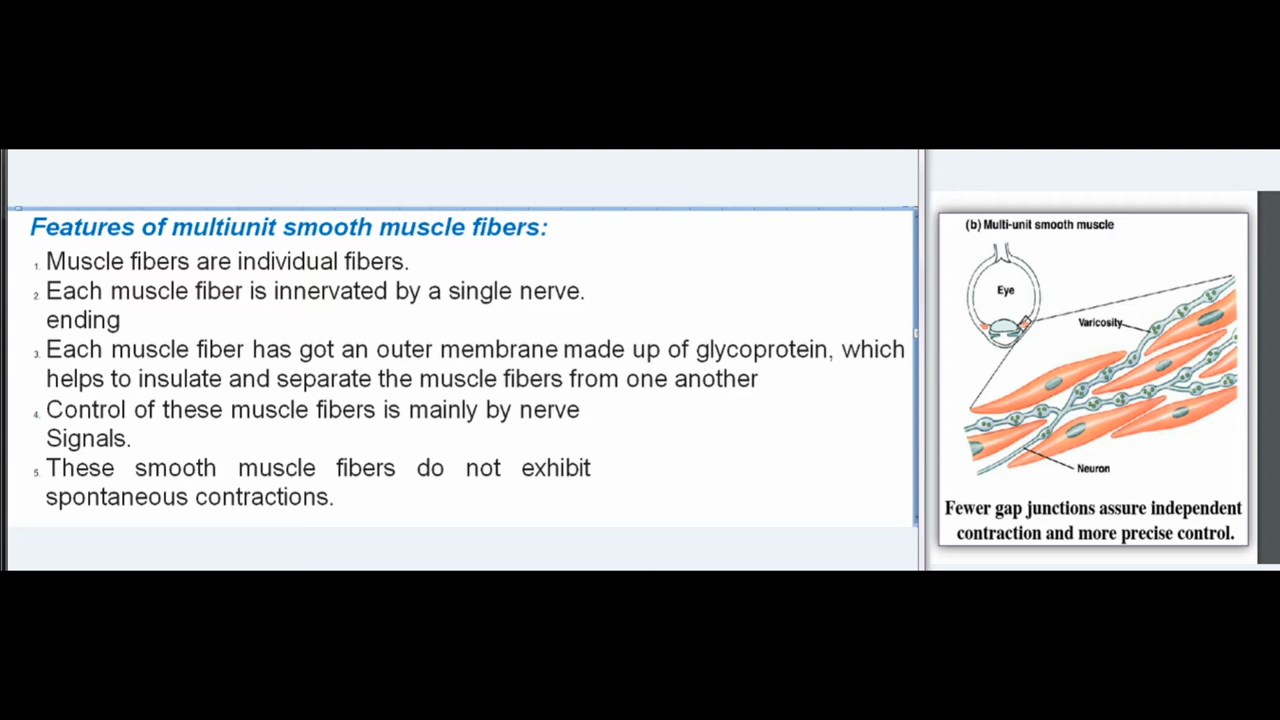 Features of multiunit smooth muscle fibers:
1. Muscle fibers are individual fibers.
2. Each muscle fiber is innervated by a single nerve.
ending
3. Each muscle fiber has got an outer membrane made up of glycoprotein, which
helps to insulate and separate the muscle fibers from one another
4. Control of these muscle fibers is mainly by nerve
Signals.
5. These smooth muscle fibers do not exhibit
spontaneous contractions.
(b) Multi-unit smooth muscle
Eye
Varicosity
Neuron
Fewer gap junctions assure independent
contraction and more precise control.